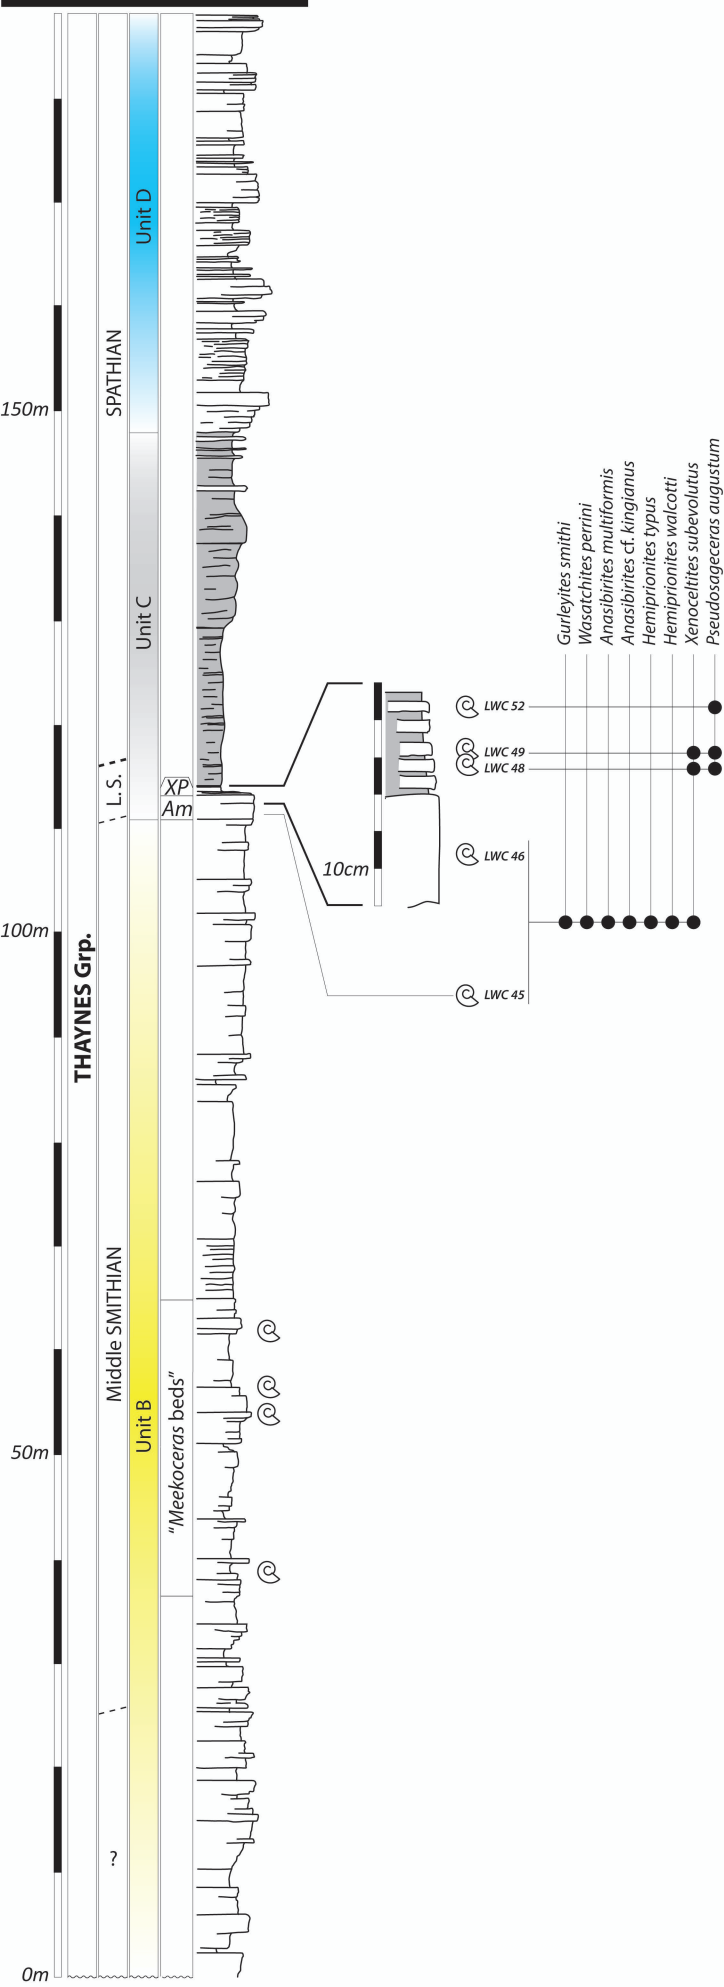 Unit D
SPATHIAN
150m
Gurleyites smithi
Wasatchites perrini
Anasibirites multiformis
Anasibirites cf. kingianus
Hemiprionites typus
Hemiprionites walcotti
Xenoceltites subevolutus
Pseudosageceras augustum
Unit C
LWC 52
LWC 49
LWC 48
L.S.
XP
Am
LWC 46
10cm
100m
THAYNES Grp.
LWC 45
Middle SMITHIAN
Unit B
"Meekoceras beds"
50m
?
0m